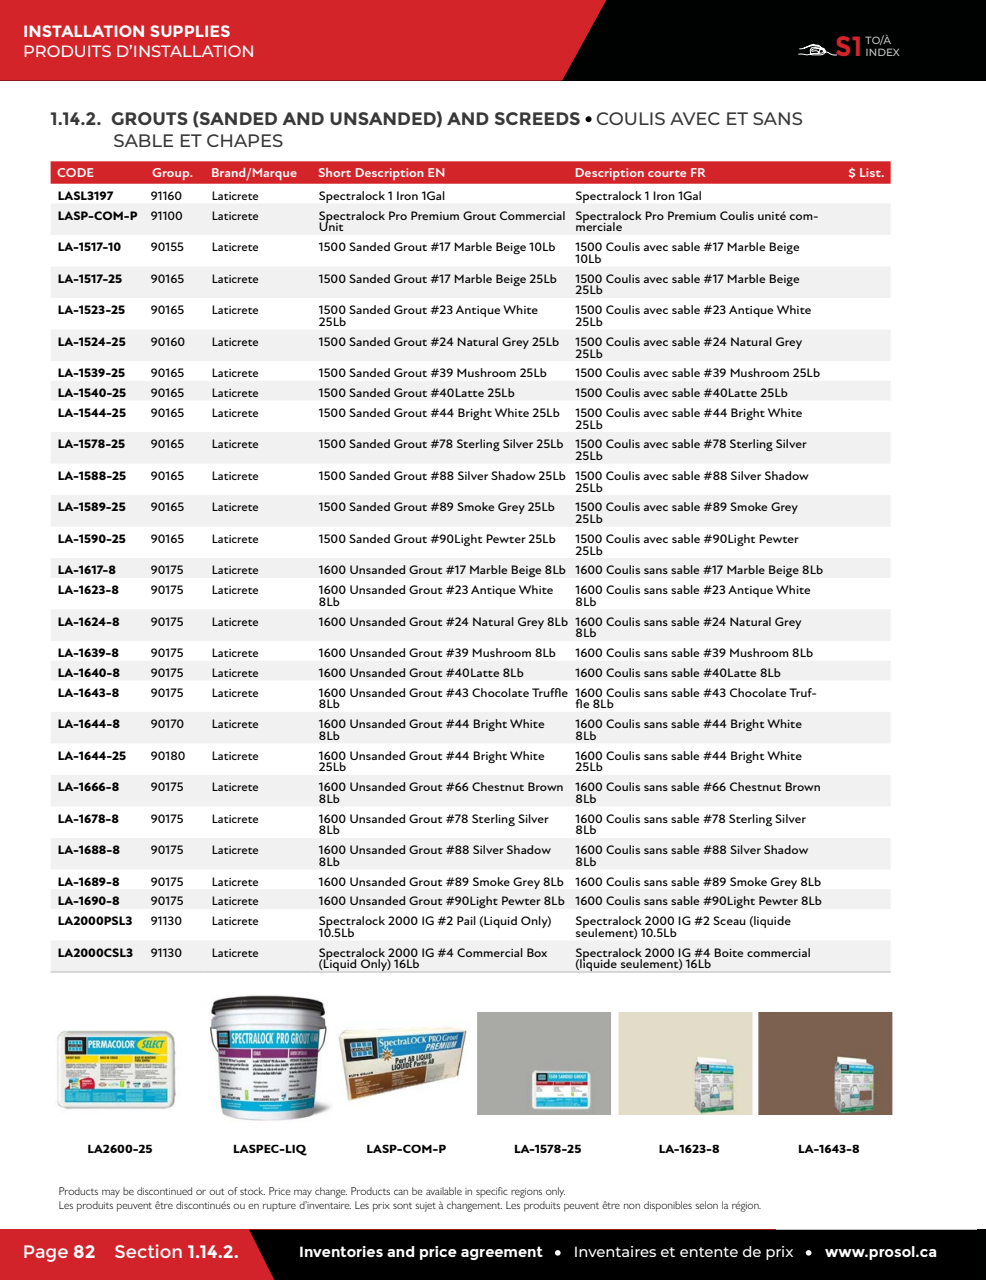 INSTALLATION SUPPLIES
PRODUITS D'INSTALLATION
S1 TO/À
INDEX
1.14.2. GROUTS (SANDED AND UNSANDED) AND SCREEDS • COULIS AVEC ET SANS
SABLE ET CHAPES
CODE Group. Brand/Marque Short Description EN Description courte FR $ List.
LASL3197 91160 Laticrete Spectralock 1 Iron 1Gal Spectralock 1 Iron 1Gal
LASP-COM-P 91100 Laticrete Spectralock Pro Premium Grout Commercial Spectralock Pro Premium Coulis unité com-
Unit merciale
LA-1517-10 90155 Laticrete 1500 Sanded Grout #17 Marble Beige 10Lb 1500 Coulis avec sable #17 Marble Beige
10Lb
LA-1517-25 90165 Laticrete 1500 Sanded Grout #17 Marble Beige 25Lb 1500 Coulis avec sable #17 Marble Beige
25Lb
LA-1523-25 90165 Laticrete 1500 Sanded Grout #23 Antique White 1500 Coulis avec sable #23 Antique White
25Lb 25Lb
LA-1524-25 90160 Laticrete 1500 Sanded Grout #24 Natural Grey 25Lb 1500 Coulis avec sable #24 Natural Grey
25Lb
LA-1539-25 90165 Laticrete 1500 Sanded Grout #39 Mushroom 25Lb 1500 Coulis avec sable #39 Mushroom 25Lb
LA-1540-25 90165 Laticrete 1500 Sanded Grout #40Latte 25Lb 1500 Coulis avec sable #40Latte 25Lb
LA-1544-25 90165 Laticrete 1500 Sanded Grout #44 Bright White 25Lb 1500 Coulis avec sable #44 Bright White
25Lb
LA-1578-25 90165 Laticrete 1500 Sanded Grout #78 Sterling Silver 25Lb 1500 Coulis avec sable #78 Sterling Silver
25Lb
LA-1588-25 90165 Laticrete 1500 Sanded Grout #88 Silver Shadow 25Lb 1500 Coulis avec sable #88 Silver Shadow
25Lb
LA-1589-25 90165 Laticrete 1500 Sanded Grout #89 Smoke Grey 25Lb 1500 Coulis avec sable #89 Smoke Grey
25Lb
LA-1590-25 90165 Laticrete 1500 Sanded Grout #90Light Pewter 25Lb 1500 Coulis avec sable #90Light Pewter
25Lb
LA-1617-8 90175 Laticrete 1600 Unsanded Grout #17 Marble Beige 8Lb 1600 Coulis sans sable #17 Marble Beige 8Lb
LA-1623-8 90175 Laticrete 1600 Unsanded Grout #23 Antique White 1600 Coulis sans sable #23 Antique White
8Lb 8Lb
LA-1624-8 90175 Laticrete 1600 Unsanded Grout #24 Natural Grey 8Lb 1600 Coulis sans sable #24 Natural Grey
8Lb
LA-1639-8 90175 Laticrete 1600 Unsanded Grout #39 Mushroom 8Lb 1600 Coulis sans sable #39 Mushroom 8Lb
LA-1640-8 90175 Laticrete 1600 Unsanded Grout #40Latte 8Lb 1600 Coulis sans sable #40Latte 8Lb
LA-1643-8 90175 Laticrete 1600 Unsanded Grout #43 Chocolate Truffle 1600 Coulis sans sable #43 Chocolate Truf-
8Lb fle 8Lb
LA-1644-8 90170 Laticrete 1600 Unsanded Grout #44 Bright White 1600 Coulis sans sable #44 Bright White
8Lb 8Lb
LA-1644-25 90180 Laticrete 1600 Unsanded Grout #44 Bright White 1600 Coulis sans sable #44 Bright White
25Lb 25Lb
LA-1666-8 90175 Laticrete 1600 Unsanded Grout #66 Chestnut Brown 1600 Coulis sans sable #66 Chestnut Brown
8Lb 8Lb
LA-1678-8 90175 Laticrete 1600 Unsanded Grout #78 Sterling Silver 1600 Coulis sans sable #78 Sterling Silver
8Lb 8Lb
LA-1688-8 90175 Laticrete 1600 Unsanded Grout #88 Silver Shadow 1600 Coulis sans sable #88 Silver Shadow
8Lb 8Lb
LA-1689-8 90175 Laticrete 1600 Unsanded Grout #89 Smoke Grey 8Lb 1600 Coulis sans sable #89 Smoke Grey 8Lb
LA-1690-8 90175 Laticrete 1600 Unsanded Grout #90Light Pewter 8Lb 1600 Coulis sans sable #90Light Pewter 8Lb
LA2000PSL3 91130 Laticrete Spectralock 2000 IG #2 Pail (Liquid Only) Spectralock 2000 IG #2 Sceau (liquide
10.5Lb seulement) 10.5Lb
LA2000CSL3 91130 Laticrete Spectralock 2000 IG #4 Commercial Box Spectralock 2000 IG #4 Boite commercial
(Liquid Only) 16Lb (liquide seulement) 16Lb
PERMACOLOR SELECT
SPECTRALOCK PRO GROUT
SpectraLOCK PRO Grout
PREMIUM
Part AB LIQUID
LIQUIDE Partie AB
LA2600-25 LASPEC-LIQ LASP-COM-P LA-1578-25 LA-1623-8 LA-1643-8
Products may be discontinued or out of stock. Price may change. Products can be available in specific regions only.
Les produits peuvent être discontinués ou en rupture d'inventaire. Les prix sont sujet à changement. Les produits peuvent être non disponibles selon la région.
Page 82 Section 1.14.2. Inventories and price agreement • Inventaires et entente de prix • www.prosol.ca